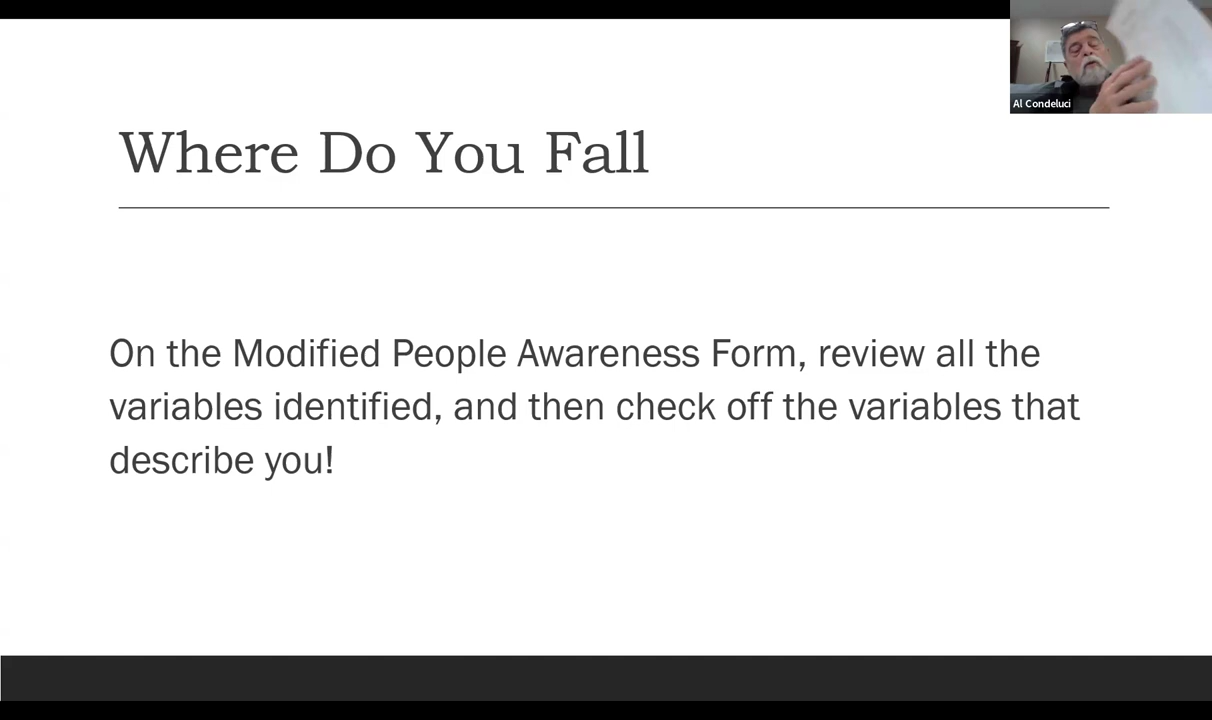 Where Do You Fall
On the Modified People Awareness Form, review all the
variables identified, and then check off the variables that
describe you!
Al Condeluci